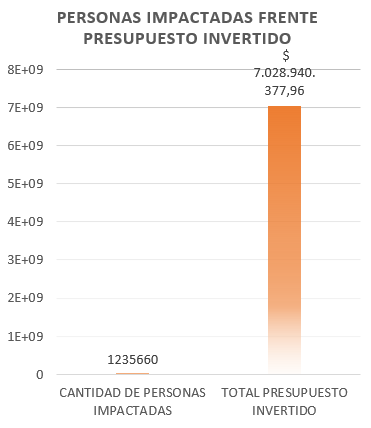 PERSONAS IMPACTADAS FRENTE
PRESUPUESTO INVERTIDO
$
7.028.940.
377,96
8E+09
7E+09
6E+09
5E+09
4E+09
3E+09
2E+09
1E+09
0
1235660
CANTIDAD DE PERSONAS
IMPACTADAS
TOTAL PRESUPUESTO
INVERTIDO